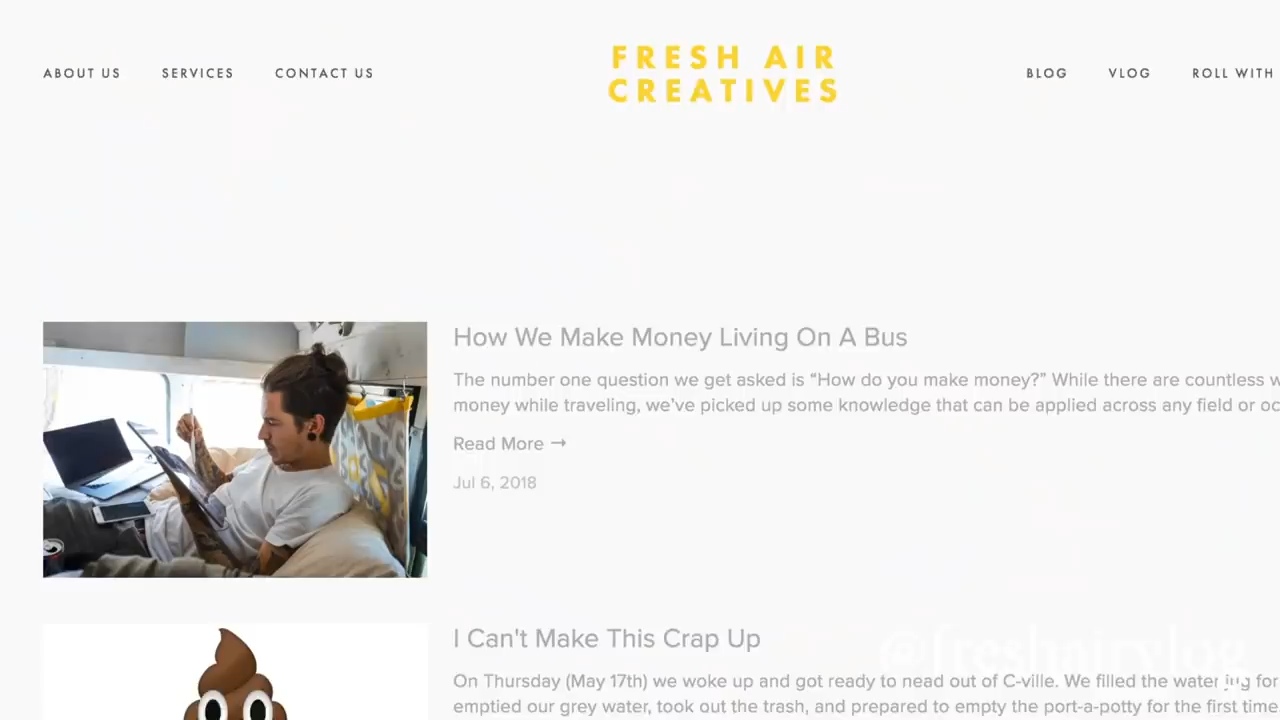 ABOUT US SERVICES CONTACT US
FRESH AIR
CREATIVES
BLOG VLOG ROLL WITH
How We Make Money Living On A Bus
The number one question we get asked is “How do you make money?” While there are countless
money while traveling, we’ve picked up some knowledge that can be applied across any field or
Read More →
Jul 6, 2018
I Can't Make This Crap Up
@freshairvlog
On Thursday (May 17th) we woke up and got ready to head out of C-ville. We filled the water jug for
emptied our grey water, took out the trash, and prepared to empty the port-a-potty for the first time